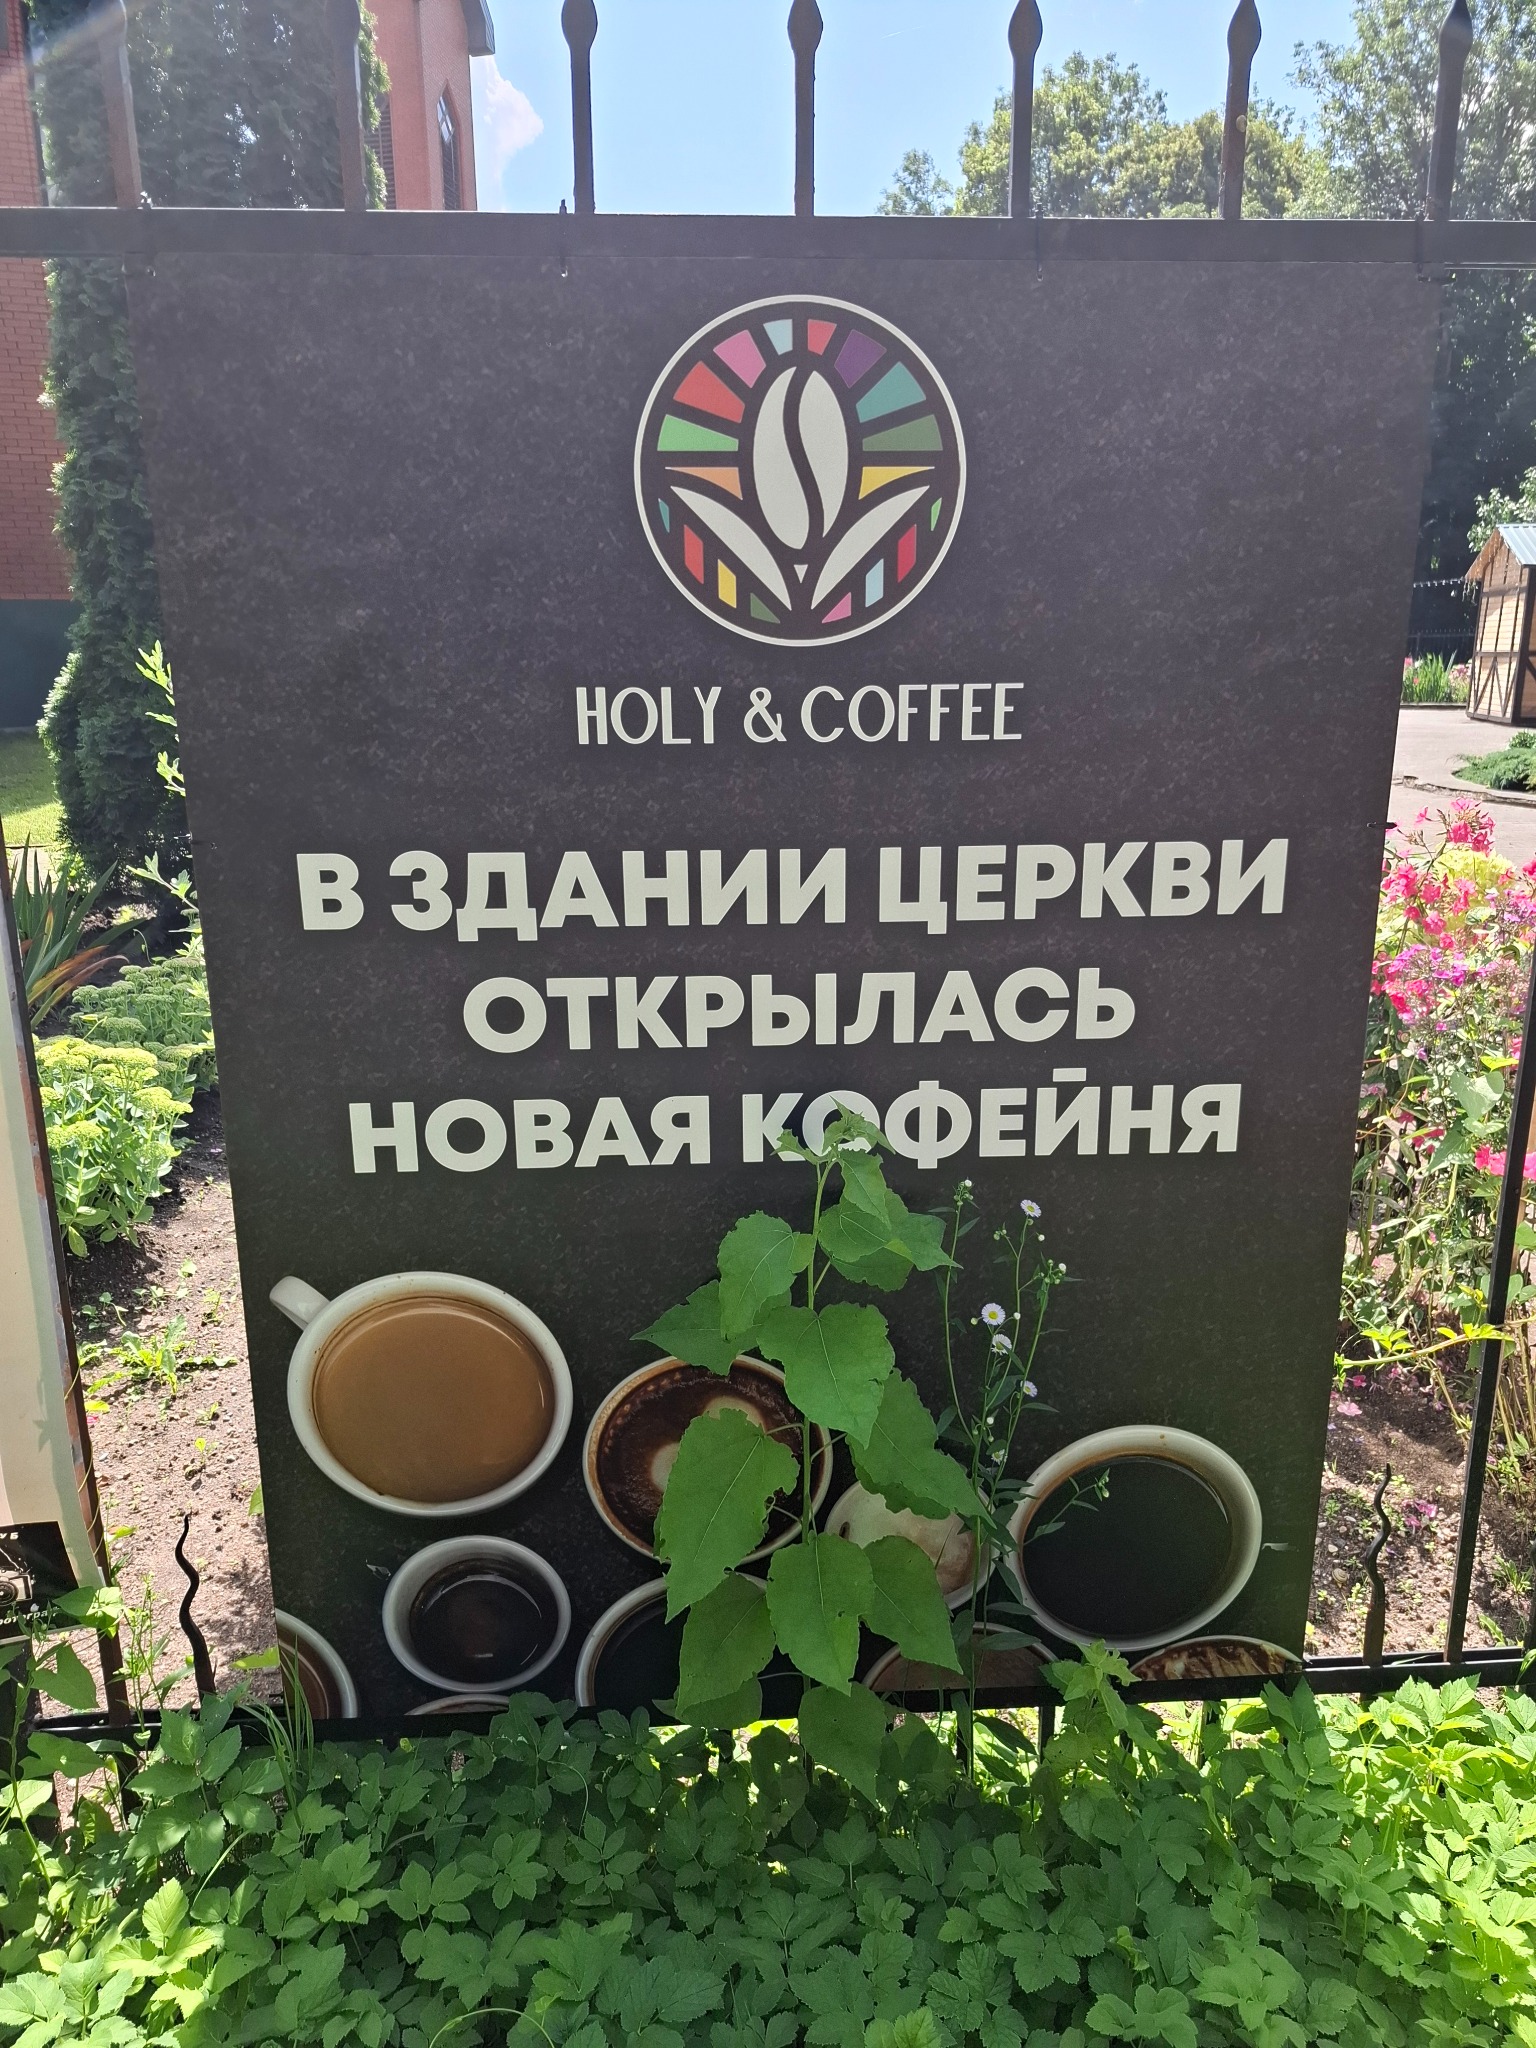 HOLY & COFFEE
В ЗДАНИИ ЦЕРКВИ
ОТКРЫЛАСЬ
НОВАЯ КОФЕЙНЯ